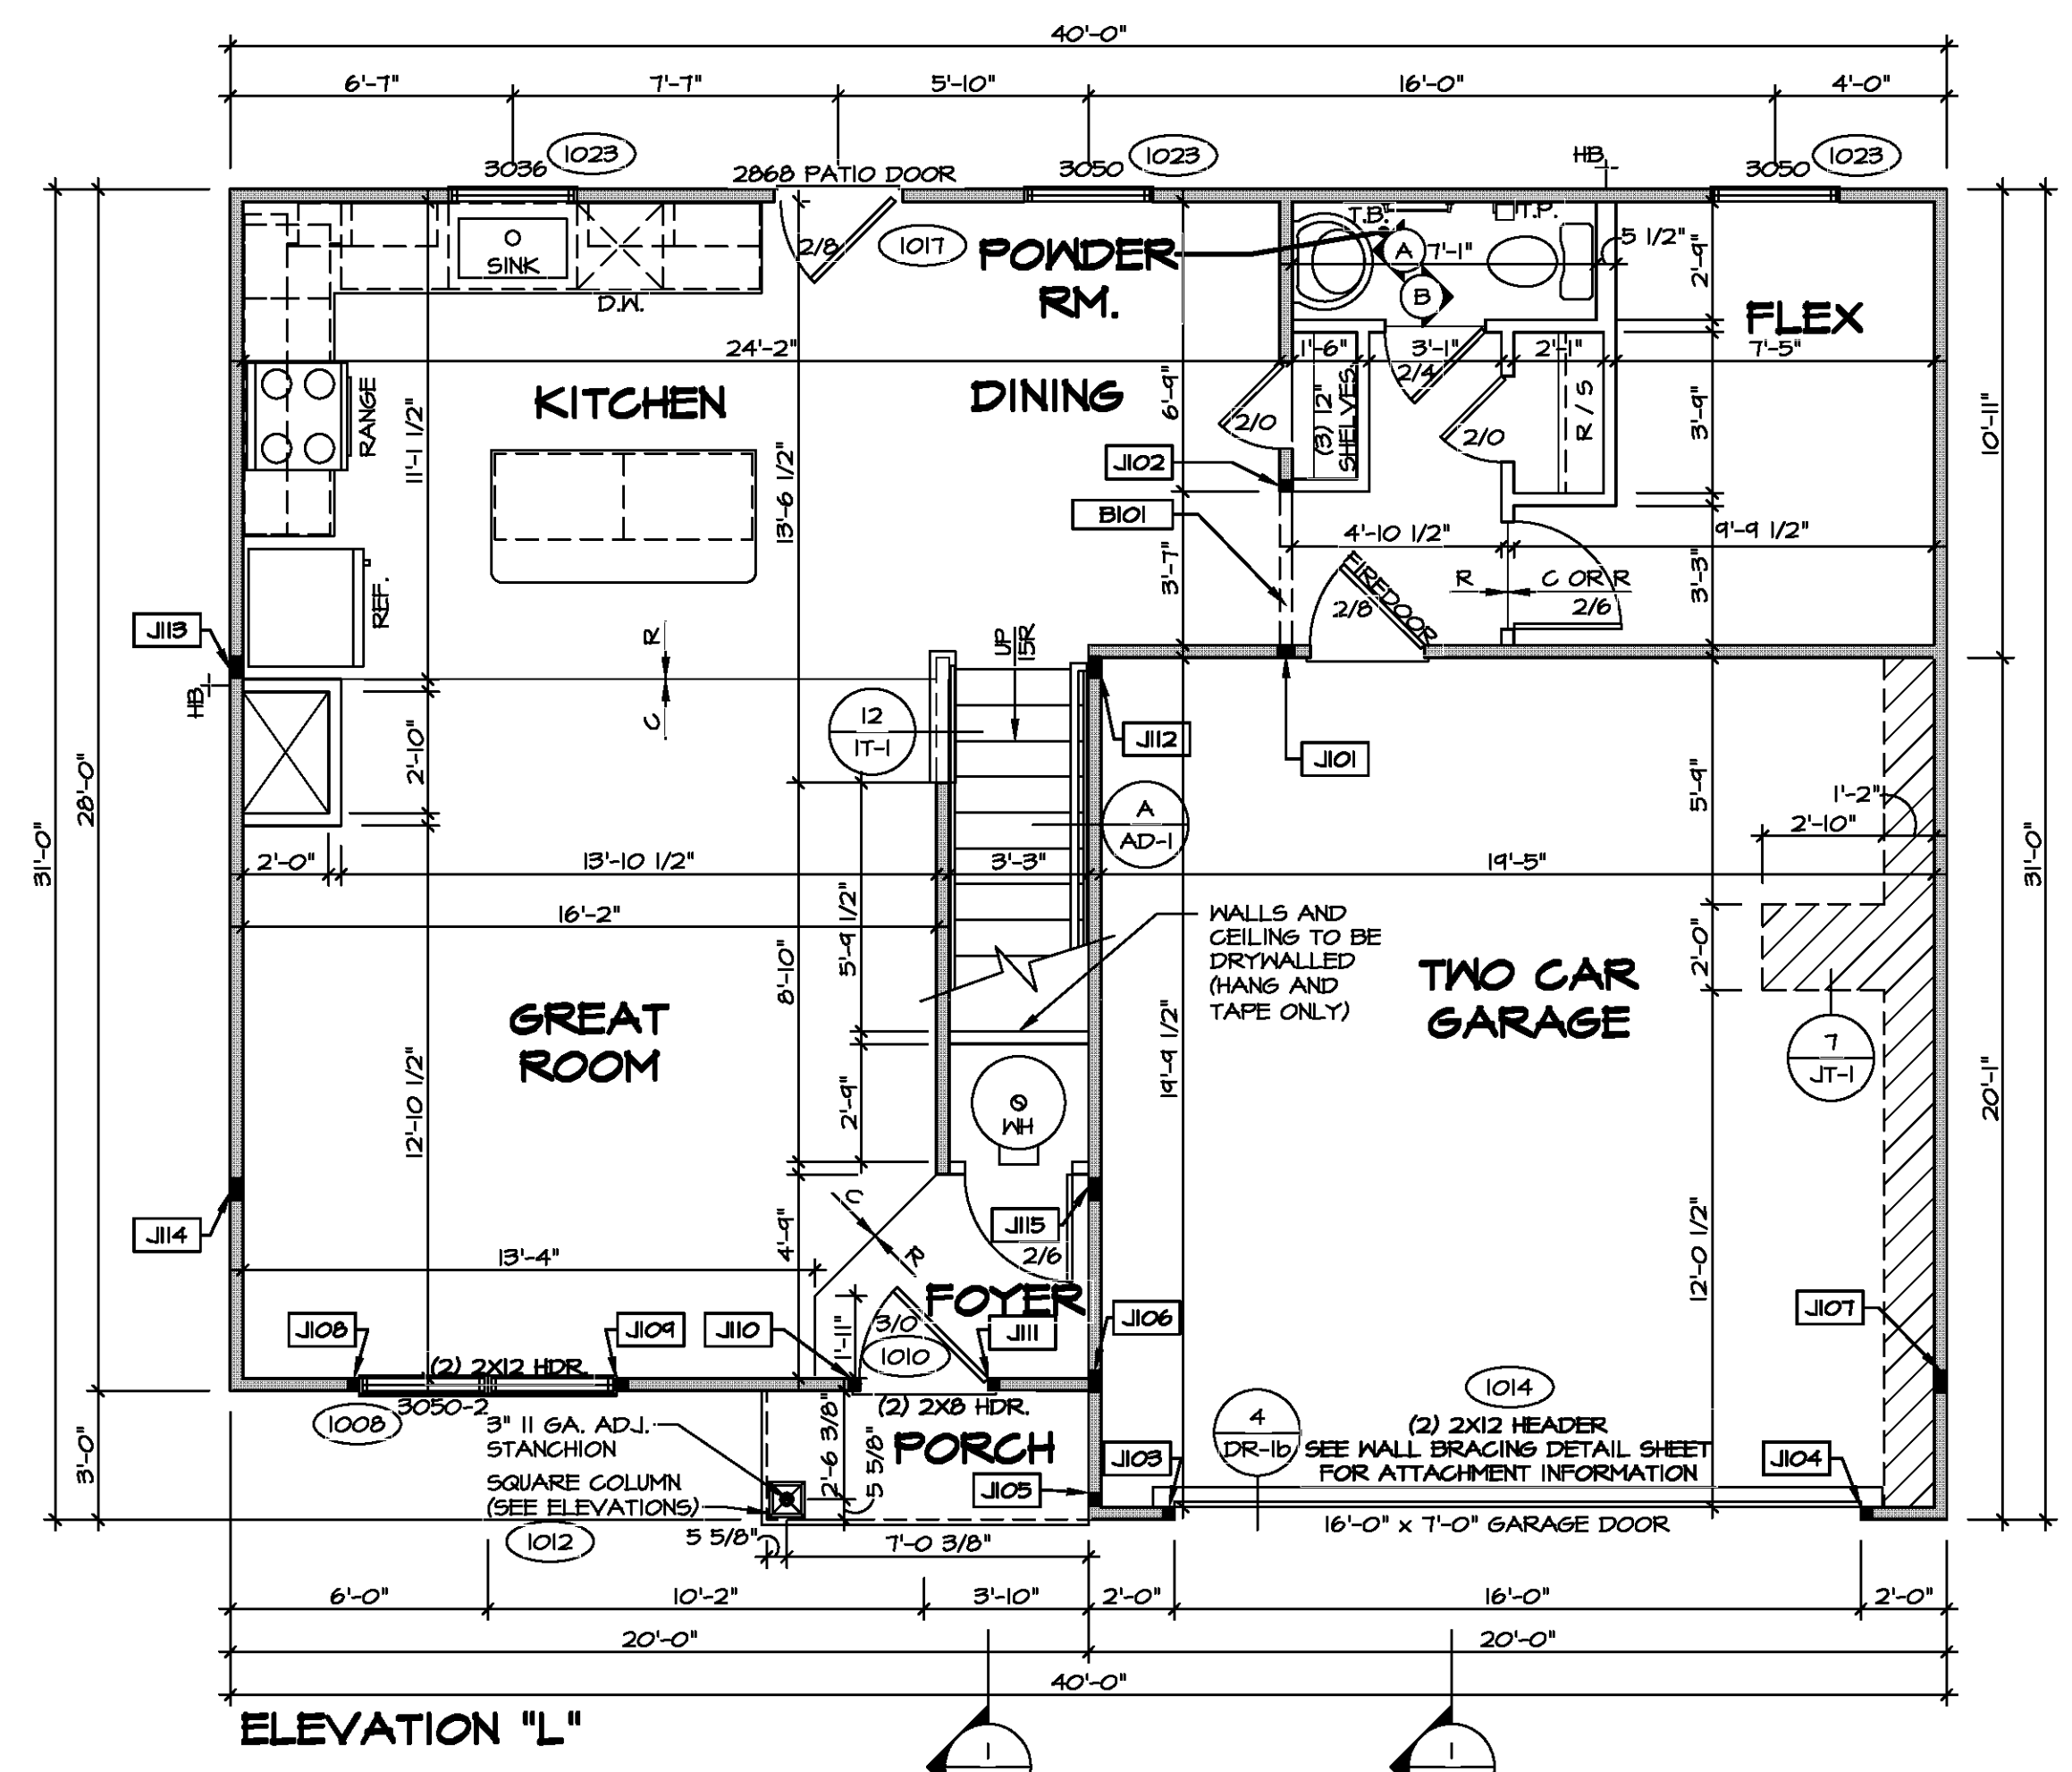 40'-0"
6'-7" 7'-7" 5'-10" 16'-0" 4'-0"
3036 1023 2868 PATIO DOOR 3050 1023 HB 3050 1023
T.B. T.P.
2/8 1017 POWDER A 7'-1" 5 1/2" 2'-9"
SINK RM. B FLEX
D.W.
24'-2" 1'-6" 3'-1" 2'-1" 7'-5"
2/4
RANGE KITCHEN DINING 6'-9" 2/0 (3) 12" SHELVES 2/0 R / S 3'-9" 10'-11"
11'-1 1/2" 13'-6 1/2"
J102
B101 4'-10 1/2" 9'-9 1/2"
REF. 3'-7" FIREDOOR R C OR R 3'-3"
2/8 2/6
J113 R UP 15R
HB C 12 1T-1 J112 J101
2'-10" 5'-9" 1'-2"
28'-0" A AD-1 2'-10"
31'-0" 31'-0"
2'-0" 13'-10 1/2" 3'-3" 19'-5"
16'-2"
8'-10" 5'-9 1/2" 2'-0"
WALLS AND
CEILING TO BE
DRYWALLED
(HANG AND
TAPE ONLY)
TWO CAR
GARAGE
GREAT
ROOM
19'-9 1/2"
7
JT-1
20'-1"
12'-10 1/2" 2'-9" WH
J114 C R 4'-9" J115 12'-0 1/2"
13'-4" 2/6
FOYER
J108 J109 J110 1'-11" 3/0 J111 J106 J107
1010
(2) 2X12 HDR.
3050-2 (2) 2X8 HDR. 1014
1008 3" 11 GA. ADJ.
STANCHION
PORCH
4
DR-1b
(2) 2X12 HEADER
SEE WALL BRACING DETAIL SHEET
FOR ATTACHMENT INFORMATION
3'-0" 2'-6 3/8" 5 5/8" J103 J104
SQUARE COLUMN
(SEE ELEVATIONS)
J105
1012 5 5/8" 7'-0 3/8" 16'-0" x 7'-0" GARAGE DOOR
6'-0" 10'-2" 3'-10" 2'-0" 16'-0" 2'-0"
20'-0" 20'-0"
40'-0"
ELEVATION "L"
1 1